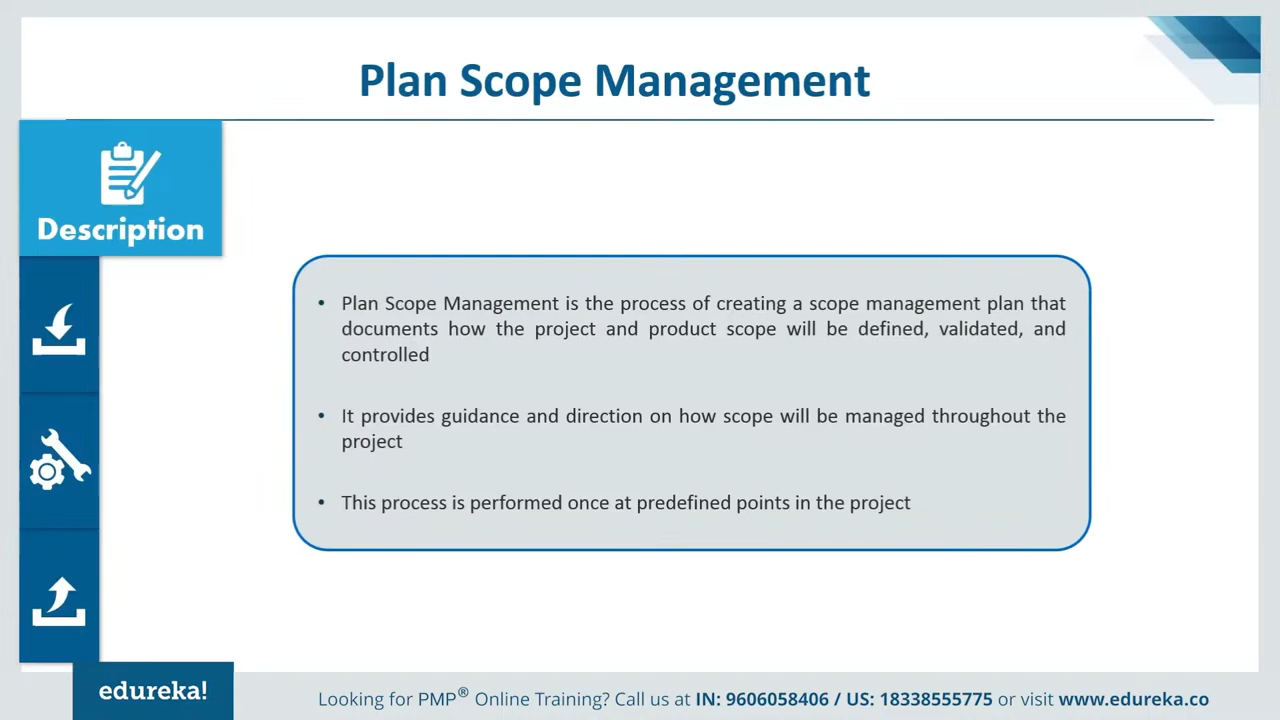 Plan Scope Management
Description
• Plan Scope Management is the process of creating a scope management plan that
documents how the project and product scope will be defined, validated, and
controlled
• It provides guidance and direction on how scope will be managed throughout the
project
• This process is performed once at predefined points in the project
edureka!
Looking for PMP® Online Training? Call us at IN: 9606058406 / US: 18338555775 or visit www.edureka.co